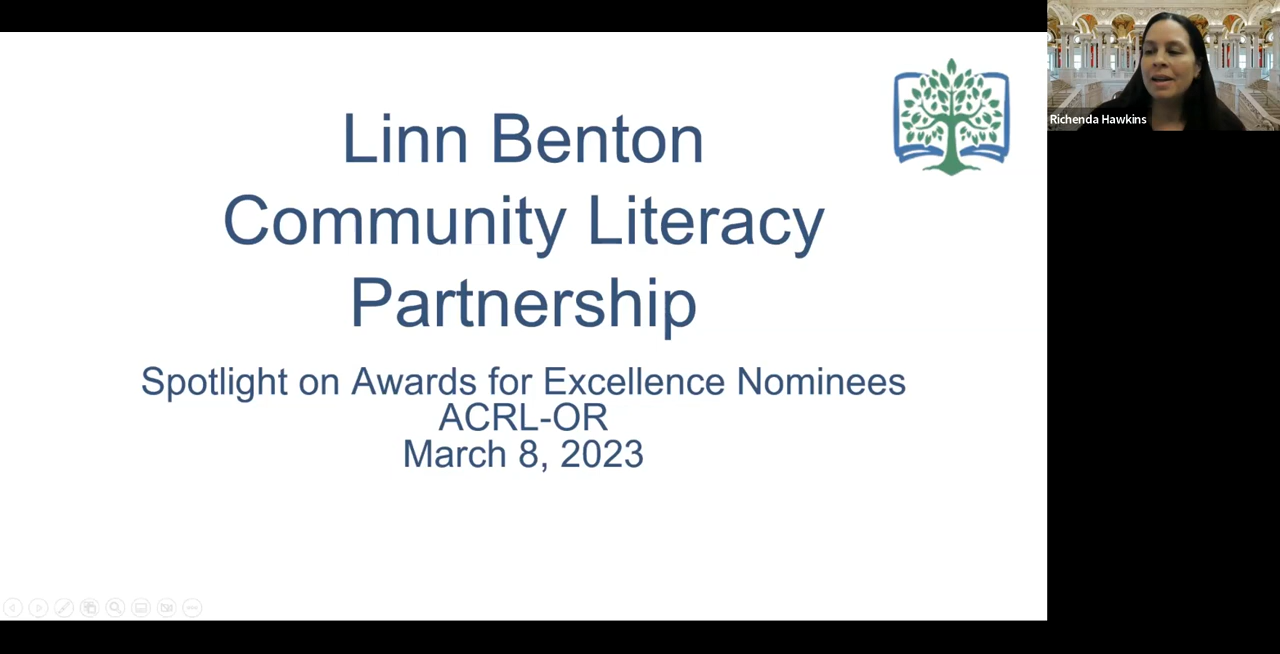 Linn Benton
Community Literacy
Partnership
Spotlight on Awards for Excellence Nominees
ACRL-OR
March 8, 2023
Richenda Hawkins